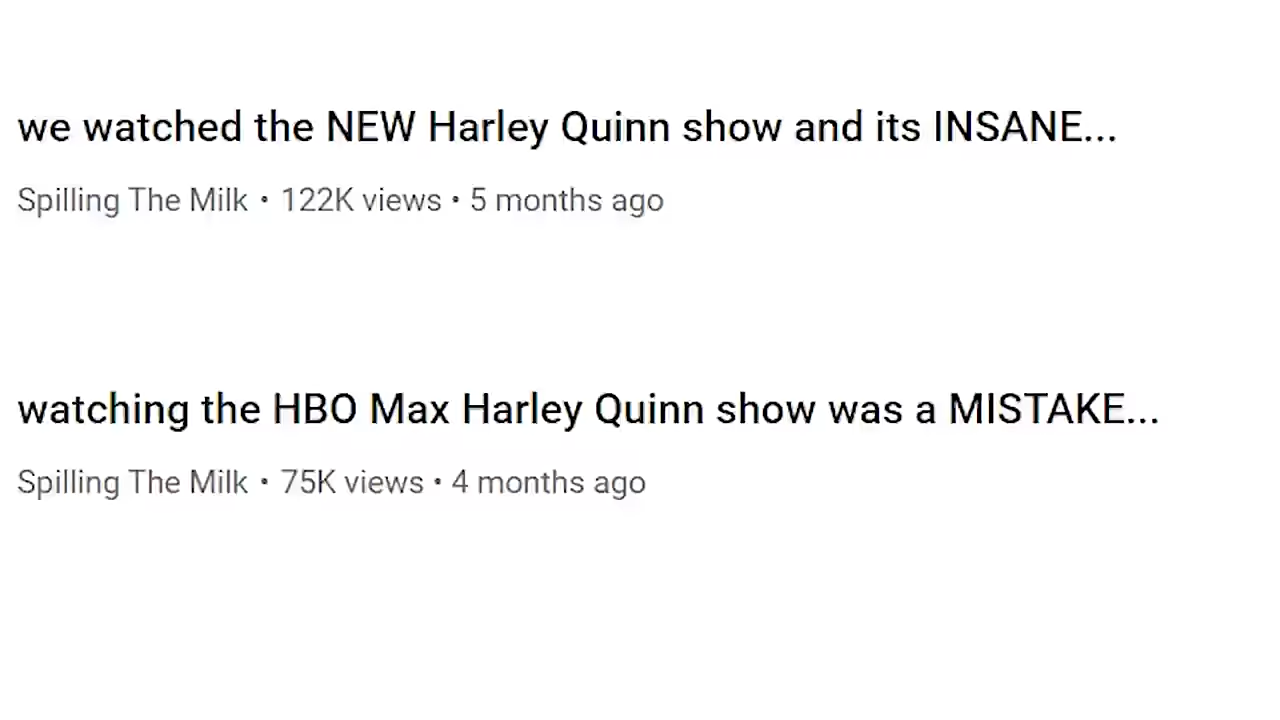 we watched the NEW Harley Quinn show and its INSANE...
Spilling The Milk • 122K views • 5 months ago
watching the HBO Max Harley Quinn show was a MISTAKE...
Spilling The Milk • 75K views • 4 months ago